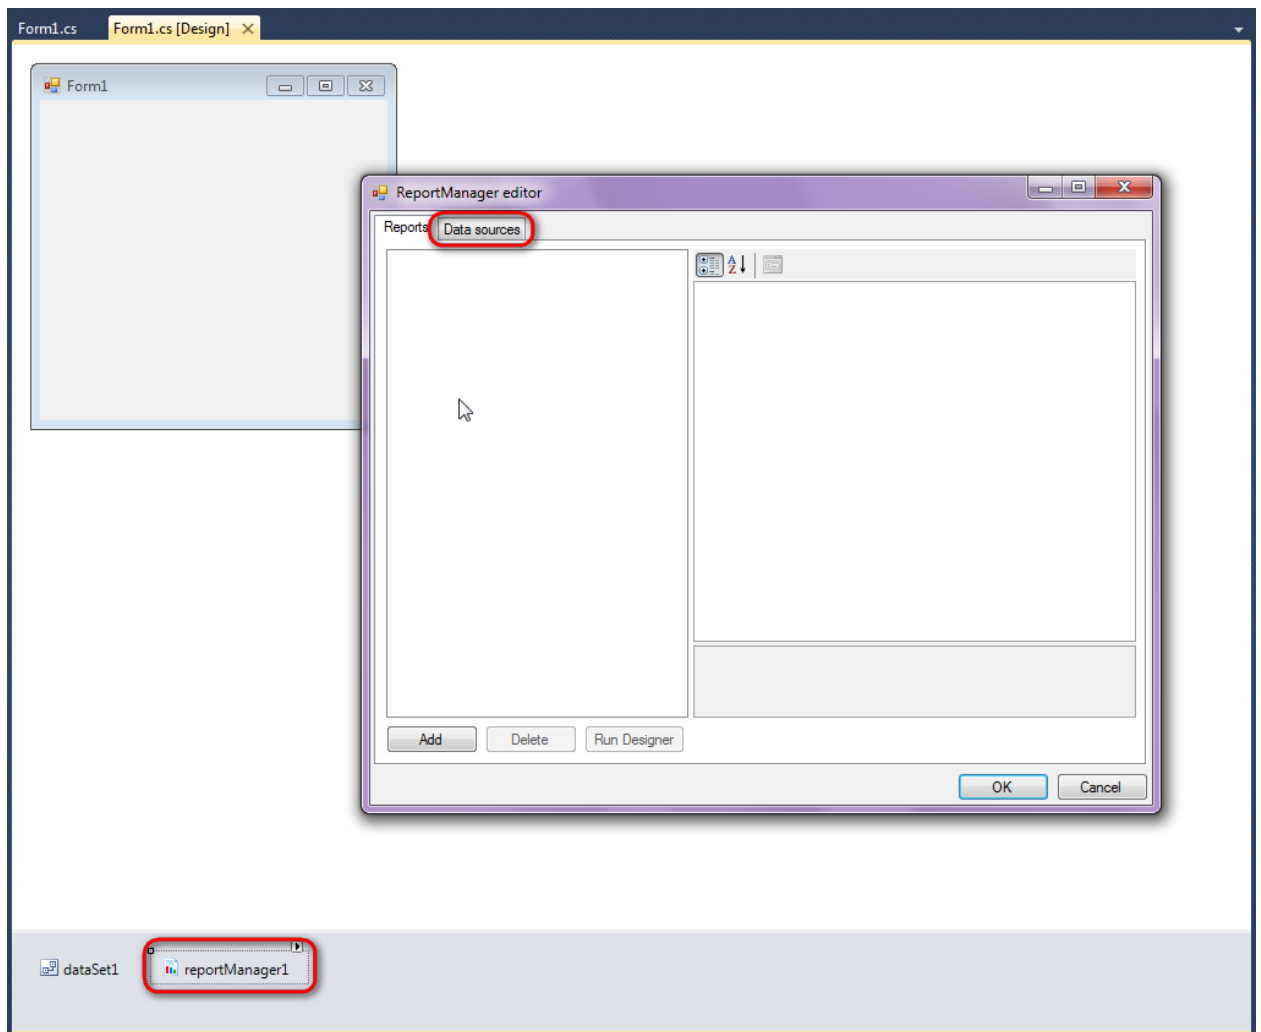 Form1.cs Form1.cs [Design]
Form1
ReportManager editor
Reports Data sources
A
Z
Add Delete Run Designer
OK Cancel
dataSet1 reportManager1